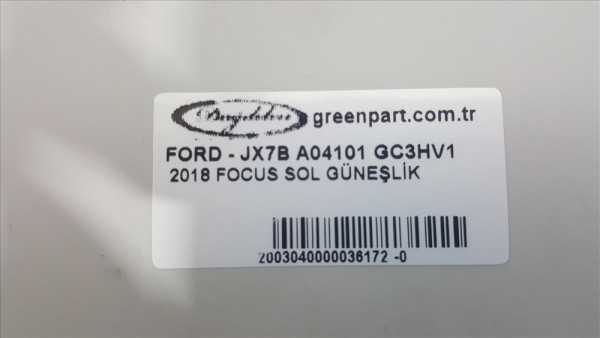 greenpart.com.tr
FORD - JX7B A04101 GC3HV1
2018 FOCUS SOL GÜNEŞLİK
2003040000036172 -0